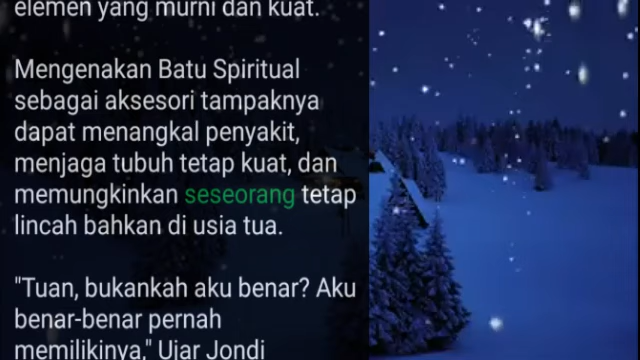 elemen yang murni dan kuat.
Mengenakan Batu Spiritual
sebagai aksesori tampaknya
dapat menangkal penyakit,
menjaga tubuh tetap kuat, dan
memungkinkan seseorang tetap
lincah bahkan di usia tua.
"Tuan, bukankah aku benar? Aku
benar-benar pernah
memilikinya," Ujar Jondi